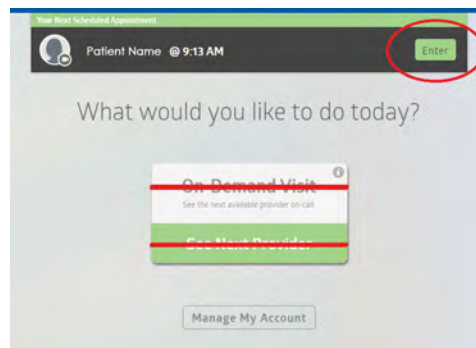 Your Next Scheduled Appointment
Patient Name @ 9:13 AM
Enter
What would you like to do today?
On-Demand Visit
See the next available provider on call.
See Next Provider
Manage My Account